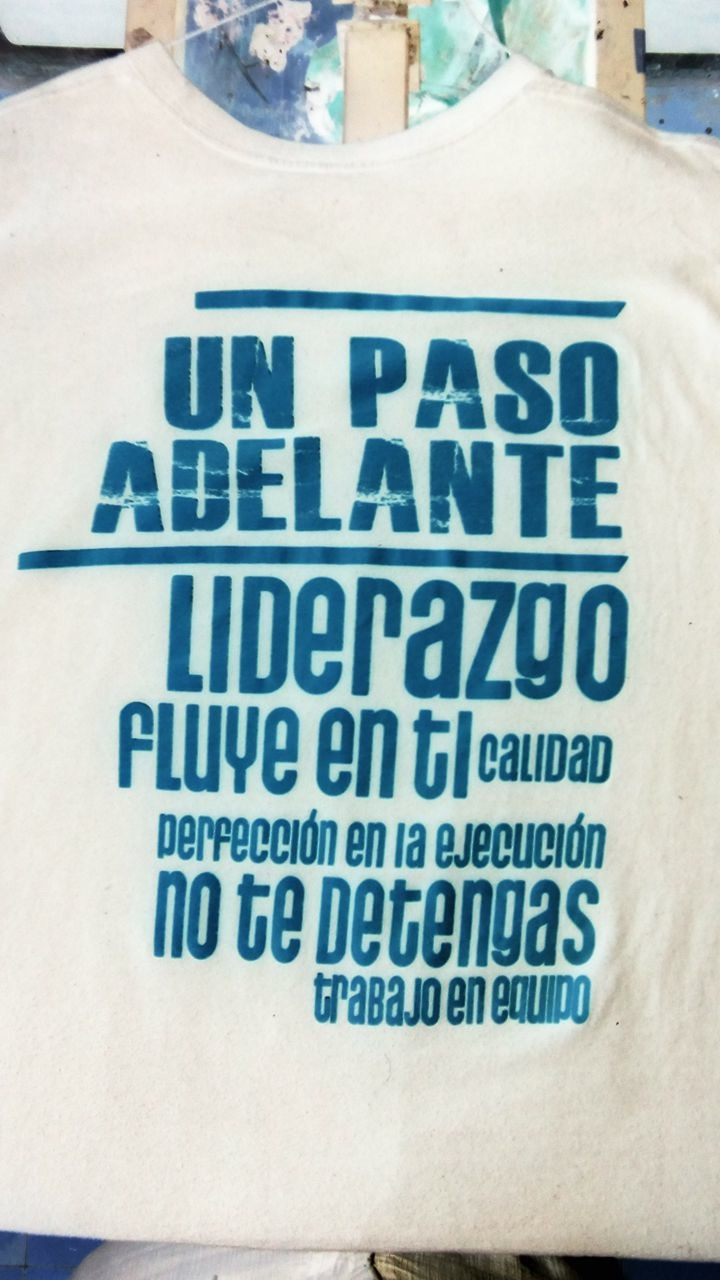 UN PASO
ADELANTE
LIDerazgo
FLUYe en TI CaLIDaD
perfección en la ejecución
no te Detengas
trabajo en equipo